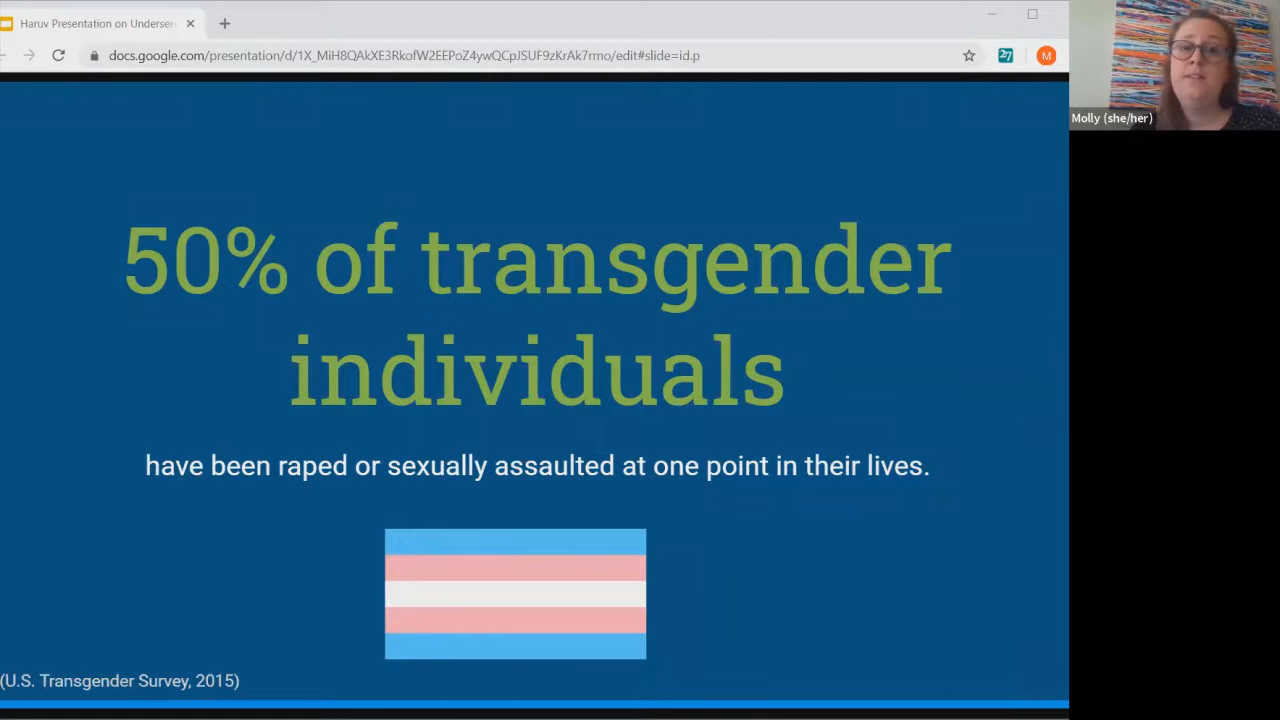 Haruv Presentation on Underser
docs.google.com/presentation/d/1X_MiH8QAkXE3RkofW2EEPoZ4ywQCpJSUF9zKrAk7rmo/edit#slide=id.p
27
M
Molly (she/her)
50% of transgender
individuals
have been raped or sexually assaulted at one point in their lives.
(U.S. Transgender Survey, 2015)